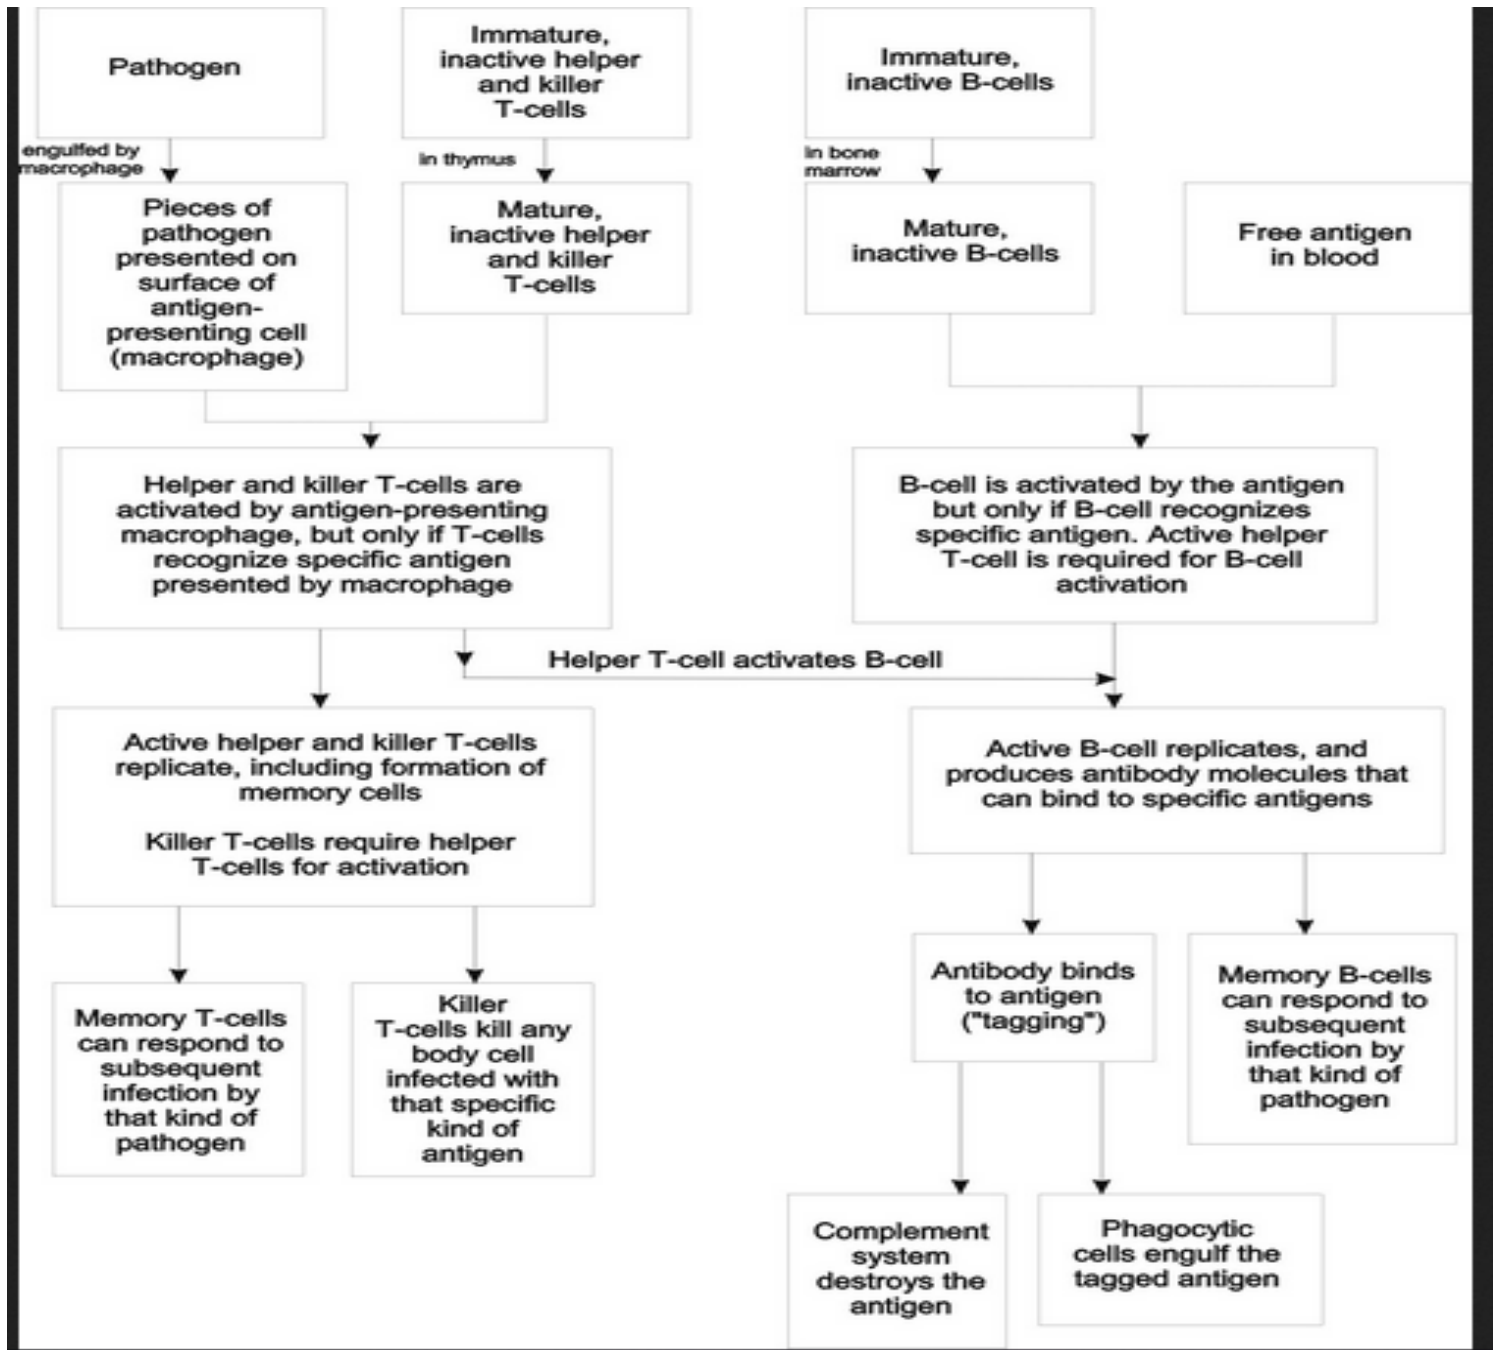 Pathogen
Immature,
inactive helper
and killer
T-cells
Immature,
inactive B-cells
engulfed by
macrophage
in thymus
in bone
marrow
Pieces of
pathogen
presented on
surface of
antigen-
presenting cell
(macrophage)
Mature,
inactive helper
and killer
T-cells
Mature,
inactive B-cells
Free antigen
in blood
Helper and killer T-cells are
activated by antigen-presenting
macrophage, but only if T-cells
recognize specific antigen
presented by macrophage
B-cell is activated by the antigen
but only if B-cell recognizes
specific antigen. Active helper
T-cell is required for B-cell
activation
Helper T-cell activates B-cell
Active helper and killer T-cells
replicate, including formation of
memory cells
Killer T-cells require helper
T-cells for activation
Active B-cell replicates, and
produces antibody molecules that
can bind to specific antigens
Memory T-cells
can respond to
subsequent
infection by
that kind of
pathogen
Killer
T-cells kill any
body cell
infected with
that specific
kind of
antigen
Antibody binds
to antigen
("tagging")
Memory B-cells
can respond to
subsequent
infection by
that kind of
pathogen
Complement
system
destroys the
antigen
Phagocytic
cells engulf the
tagged antigen